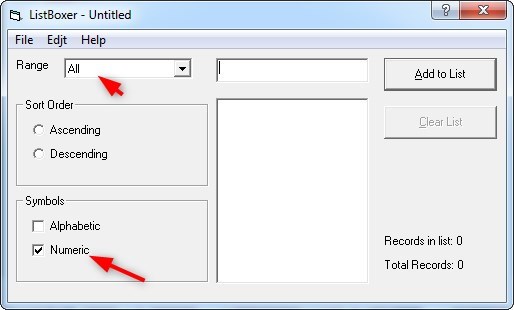 ListBoxer - Untitled
File Edjt Help
Range All Add to List
Clear List
Sort Order
Ascending
Descending
Symbols
Alphabetic
Numeric
Records in list: 0
Total Records: 0